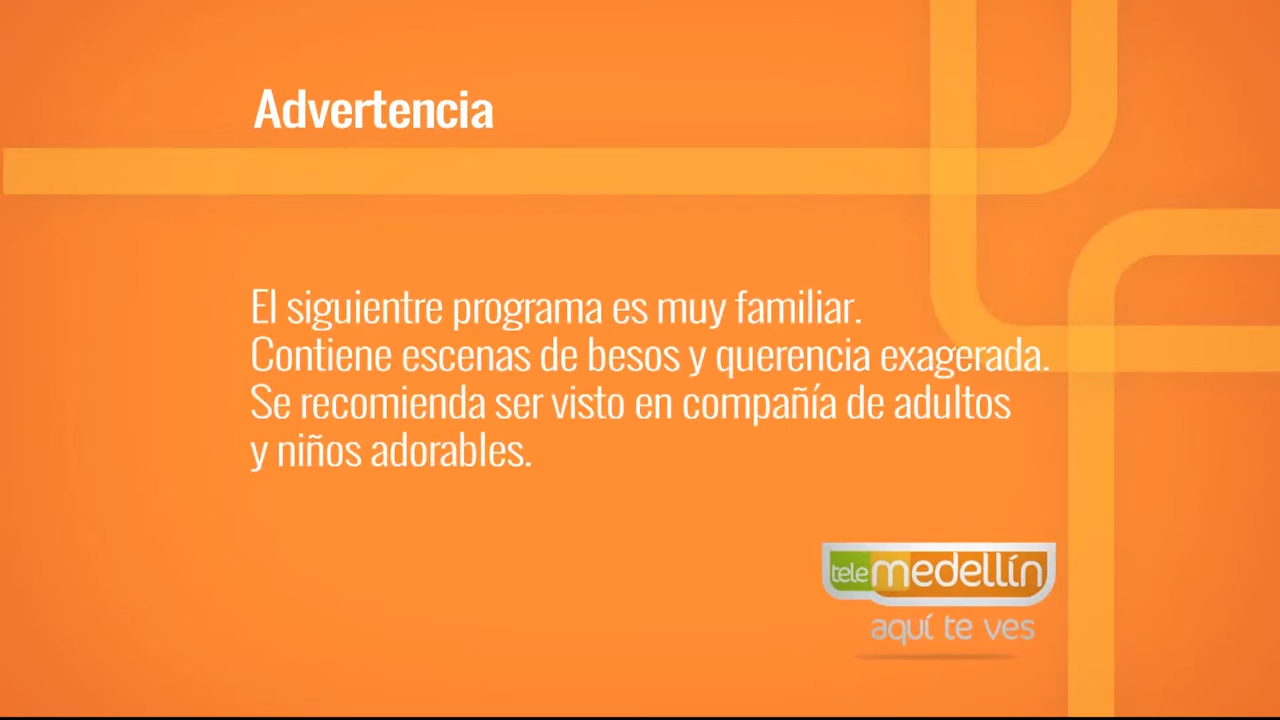 Advertencia
El siguientre programa es muy familiar.
Contiene escenas de besos y querencia exagerada.
Se recomienda ser visto en compañía de adultos
y niños adorables.
tele medellín
aquí te ves